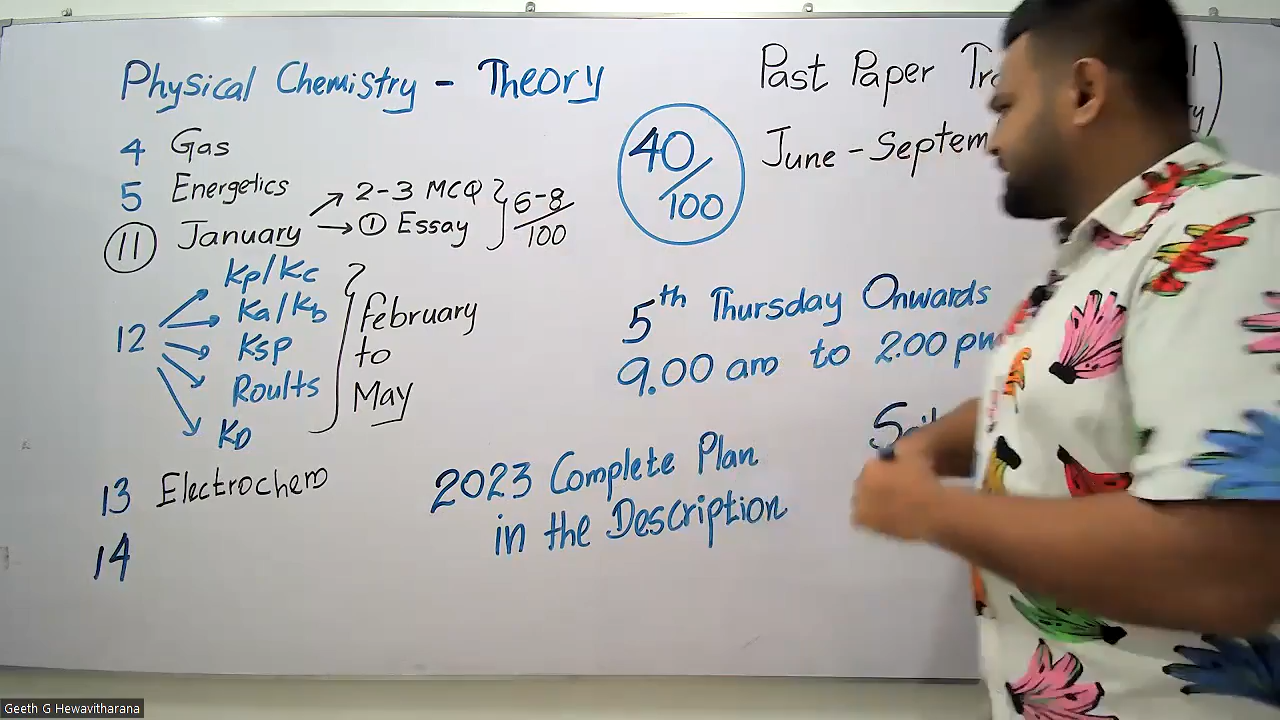 Physical Chemistry - Theory
4 Gas
5 Energetics
11 January → 2-3 MCQ
→ 1 Essay
6-8/100
12 → Kp/Kc
→ Ka/Kb
→ Ksp
→ Roults
→ KD
February
to
May
13 Electrochem
14
40/100
Past Paper
June - Septem
5th Thursday Onwards
9.00 am to 2.00 pm
2023 Complete Plan
in the Description
Geeth G Hewavitharana